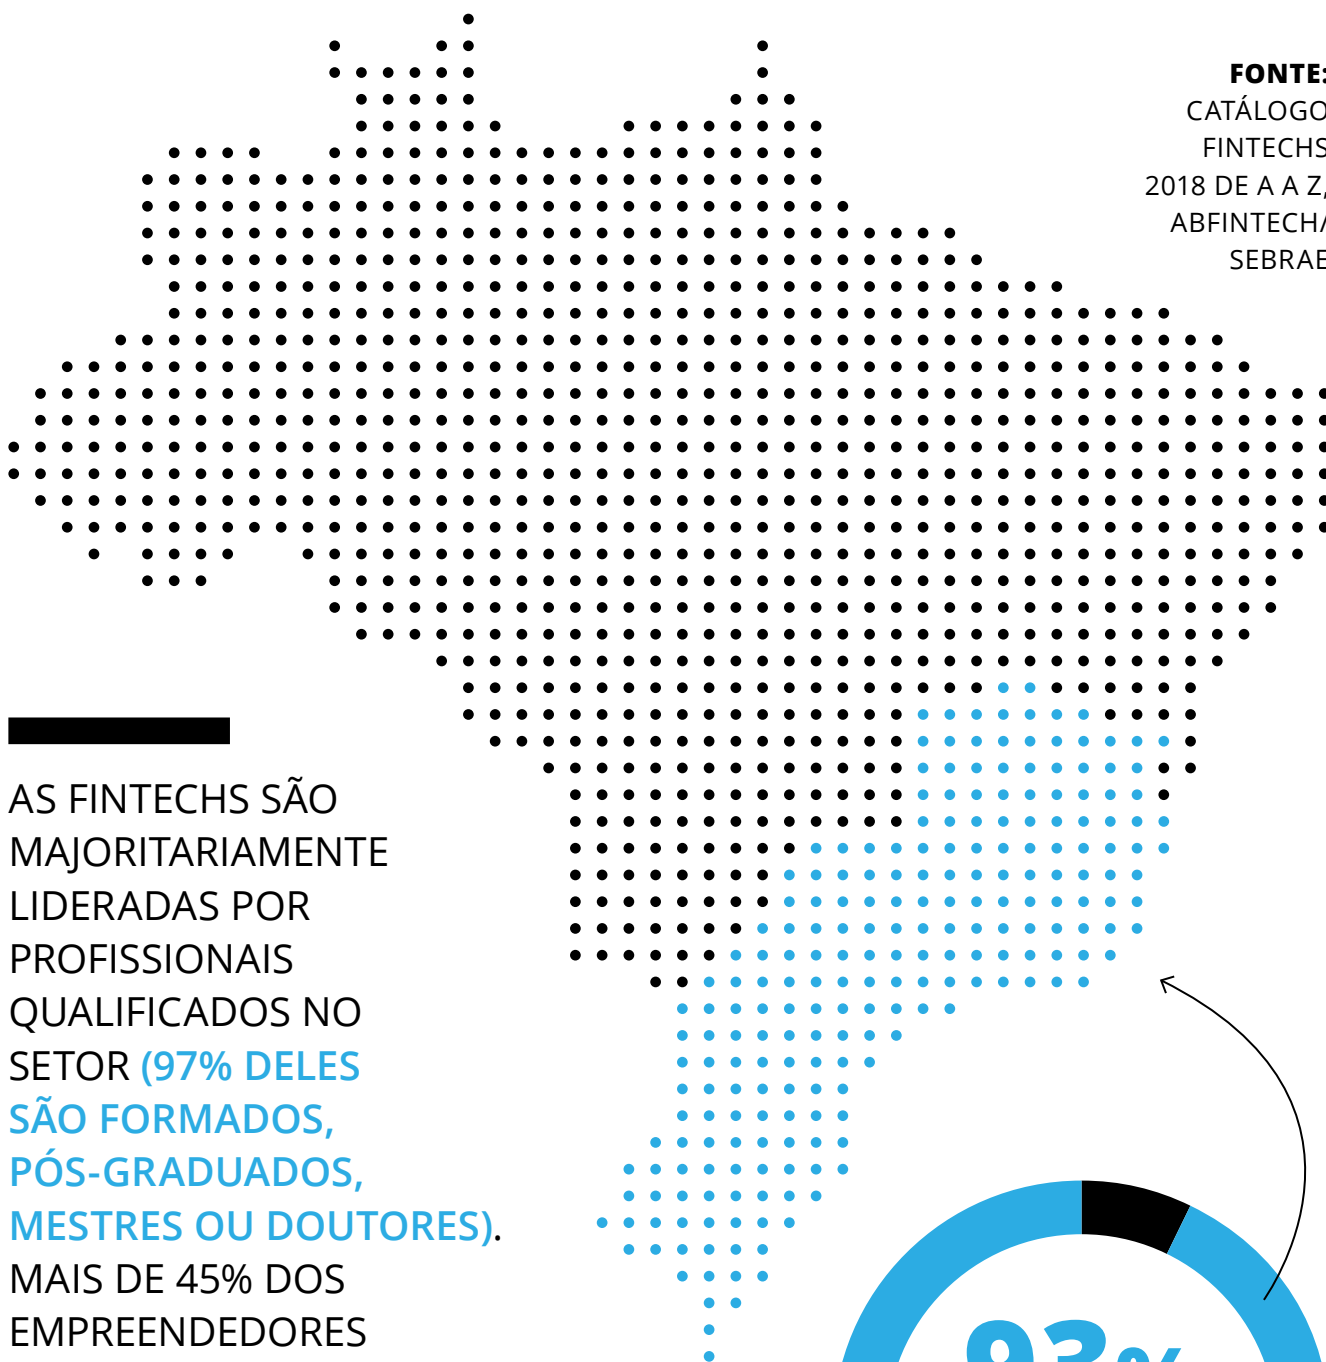 FONTE:
CATÁLOGO
FINTECHS
2018 DE A A Z,
ABFINTECH/
SEBRAE
AS FINTECHS SÃO
MAJORITARIAMENTE
LIDERADAS POR
PROFISSIONAIS
QUALIFICADOS NO
SETOR (97% DELES
SÃO FORMADOS,
PÓS-GRADUADOS,
MESTRES OU DOUTORES).
MAIS DE 45% DOS
EMPREENDEDORES
93%